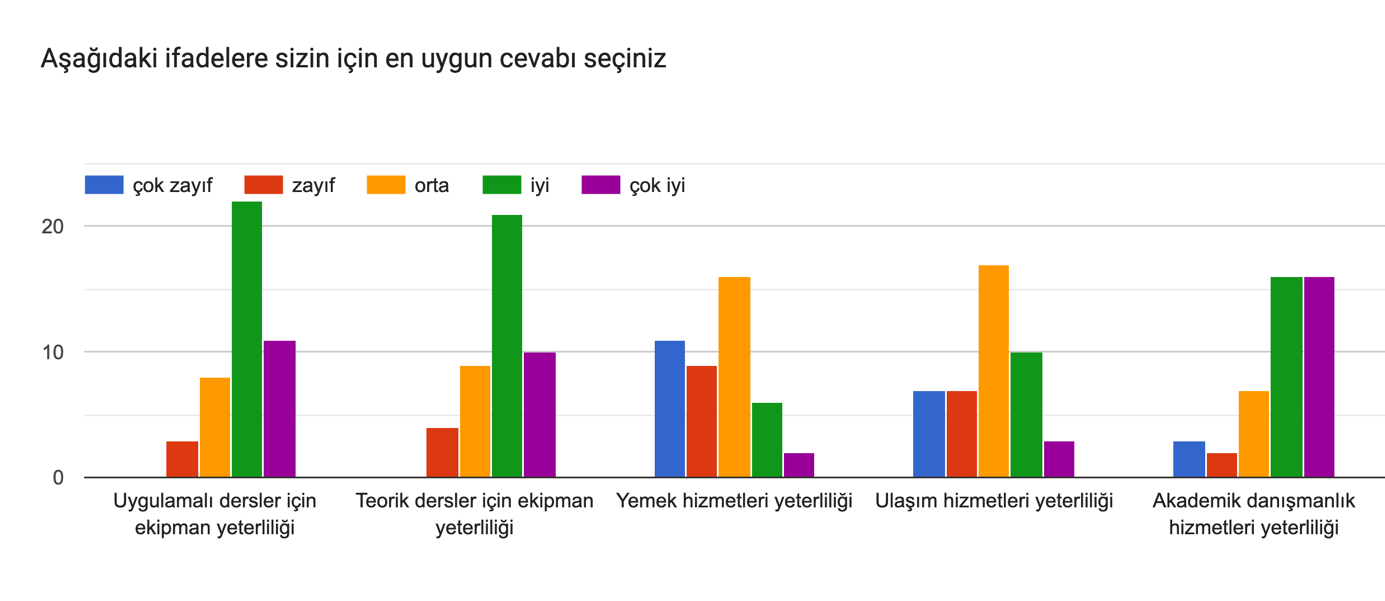 Aşağıdaki ifadelere sizin için en uygun cevabı seçiniz
çok zayıf zayıf orta iyi çok iyi
20
10
0
Uygulamalı dersler için
ekipman yeterliliği
Teorik dersler için ekipman
yeterliliği
Yemek hizmetleri yeterliliği
Ulaşım hizmetleri yeterliliği
Akademik danışmanlık
hizmetleri yeterliliği